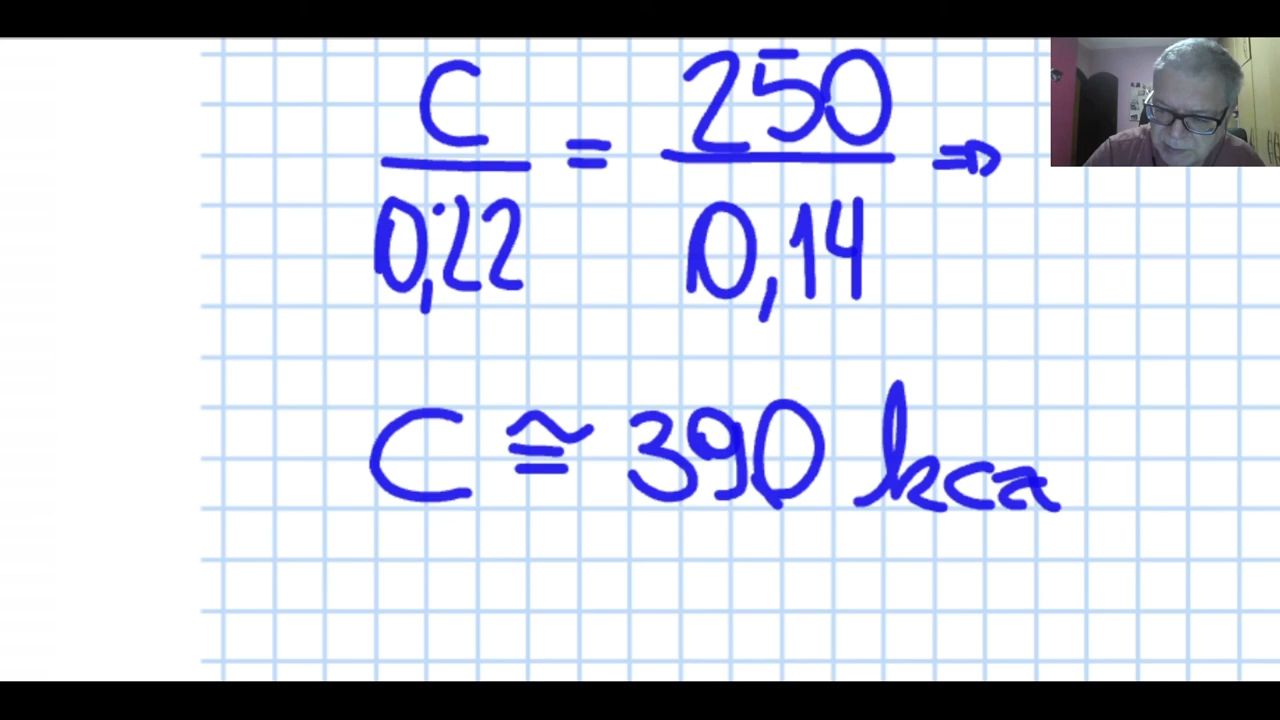 C/0,22 = 250/0,14 ⇒
C ≅ 390 kca